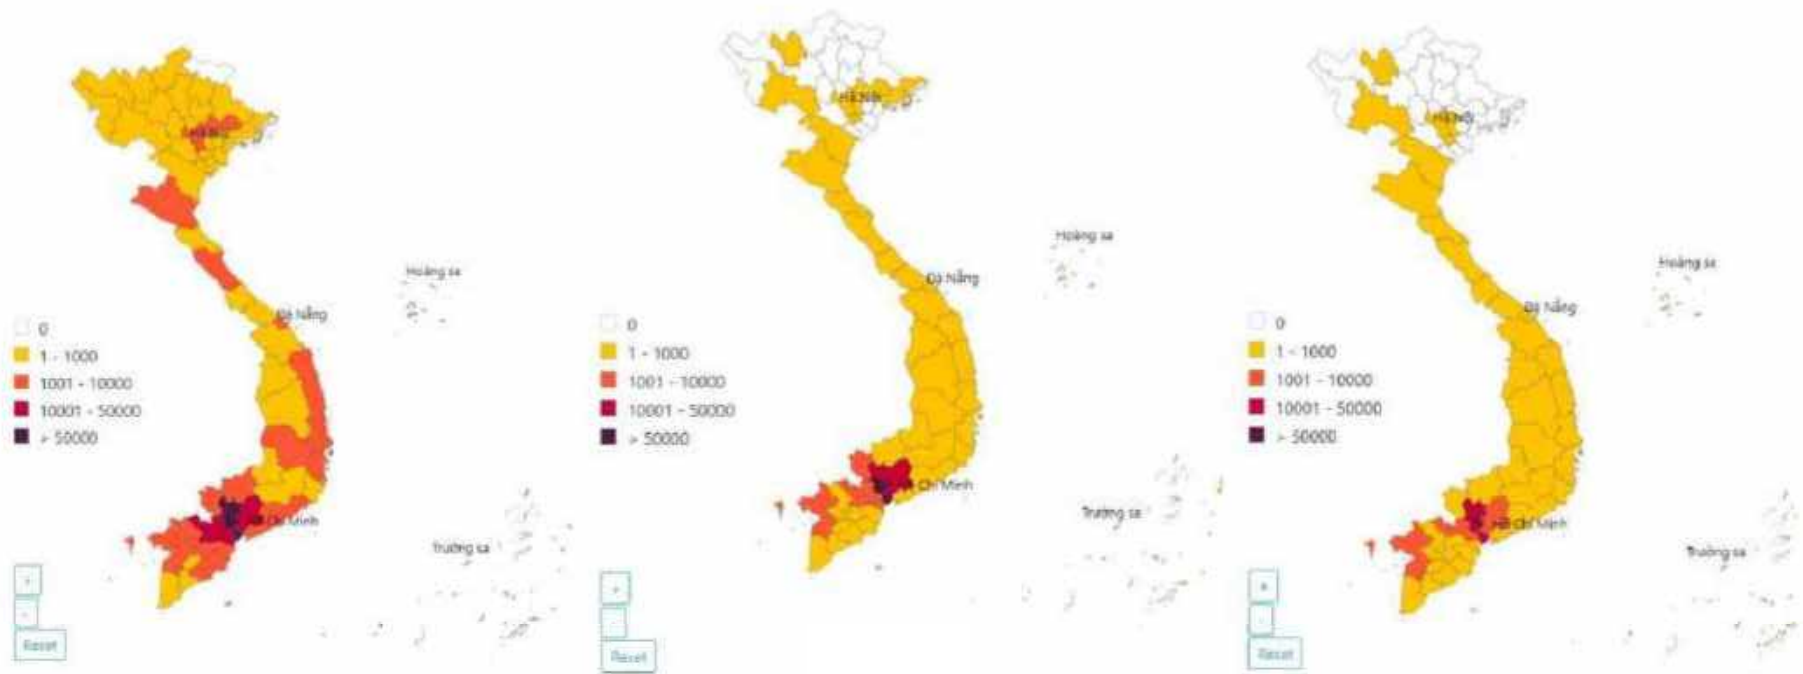 Hà Nội
Hoàng sa
Đà Nẵng
0
1 - 1000
1001 - 10000
10001 - 50000
> 50000
Chí Minh
Trường sa
+
-
Reset
Hà Nội
Hoàng sa
Đà Nẵng
0
1 - 1000
1001 - 10000
10001 - 50000
> 50000
Chí Minh
Trường sa
+
Reset
Hà Nội
Hoàng sa
Đà Nẵng
0
1 - 1000
1001 - 10000
10001 - 50000
> 50000
Hồ Chí Minh
Trường sa
+
-
Reset